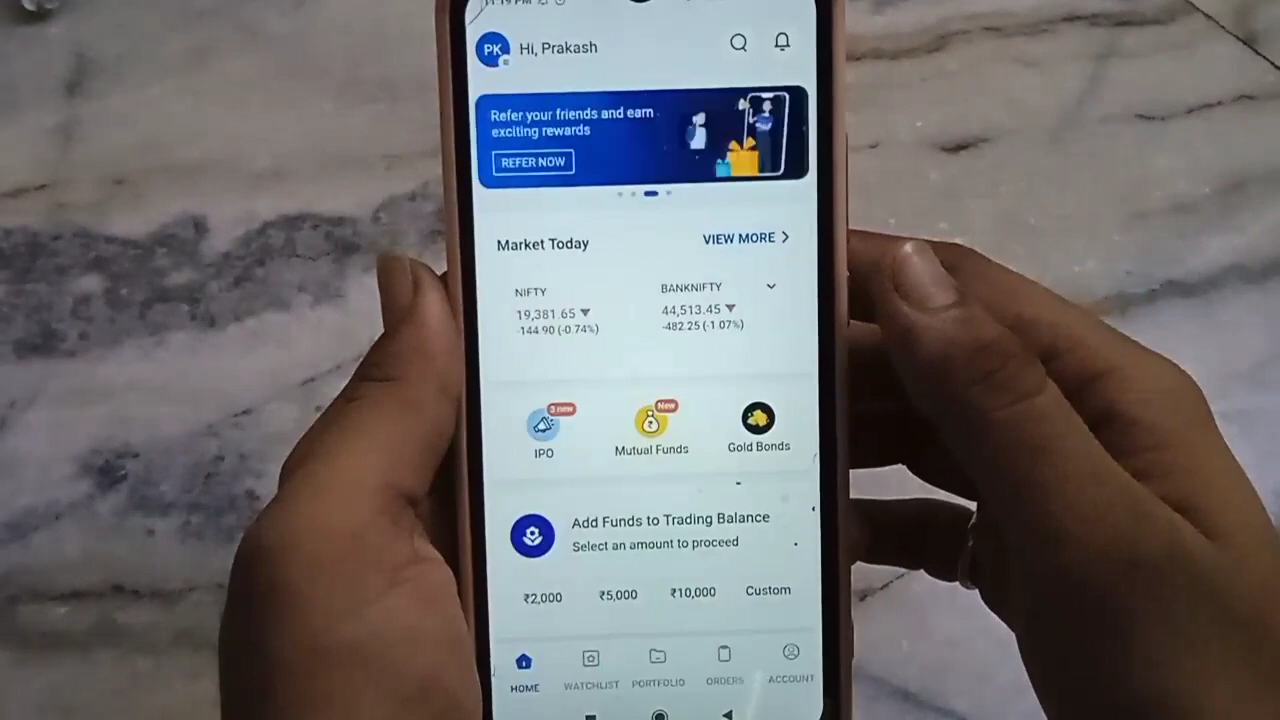 11:19 PM
PK
Hi, Prakash
Refer your friends and earn
exciting rewards
REFER NOW
Market Today
VIEW MORE
NIFTY
19,381.65
-144.90 (-0.74%)
BANKNIFTY
44,513.45
-482.25 (-1.07%)
3 new
IPO
New
Mutual Funds
Gold Bonds
Add Funds to Trading Balance
Select an amount to proceed
₹2,000
₹5,000
₹10,000
Custom
HOME
WATCHLIST
PORTFOLIO
ORDERS
ACCOUNT